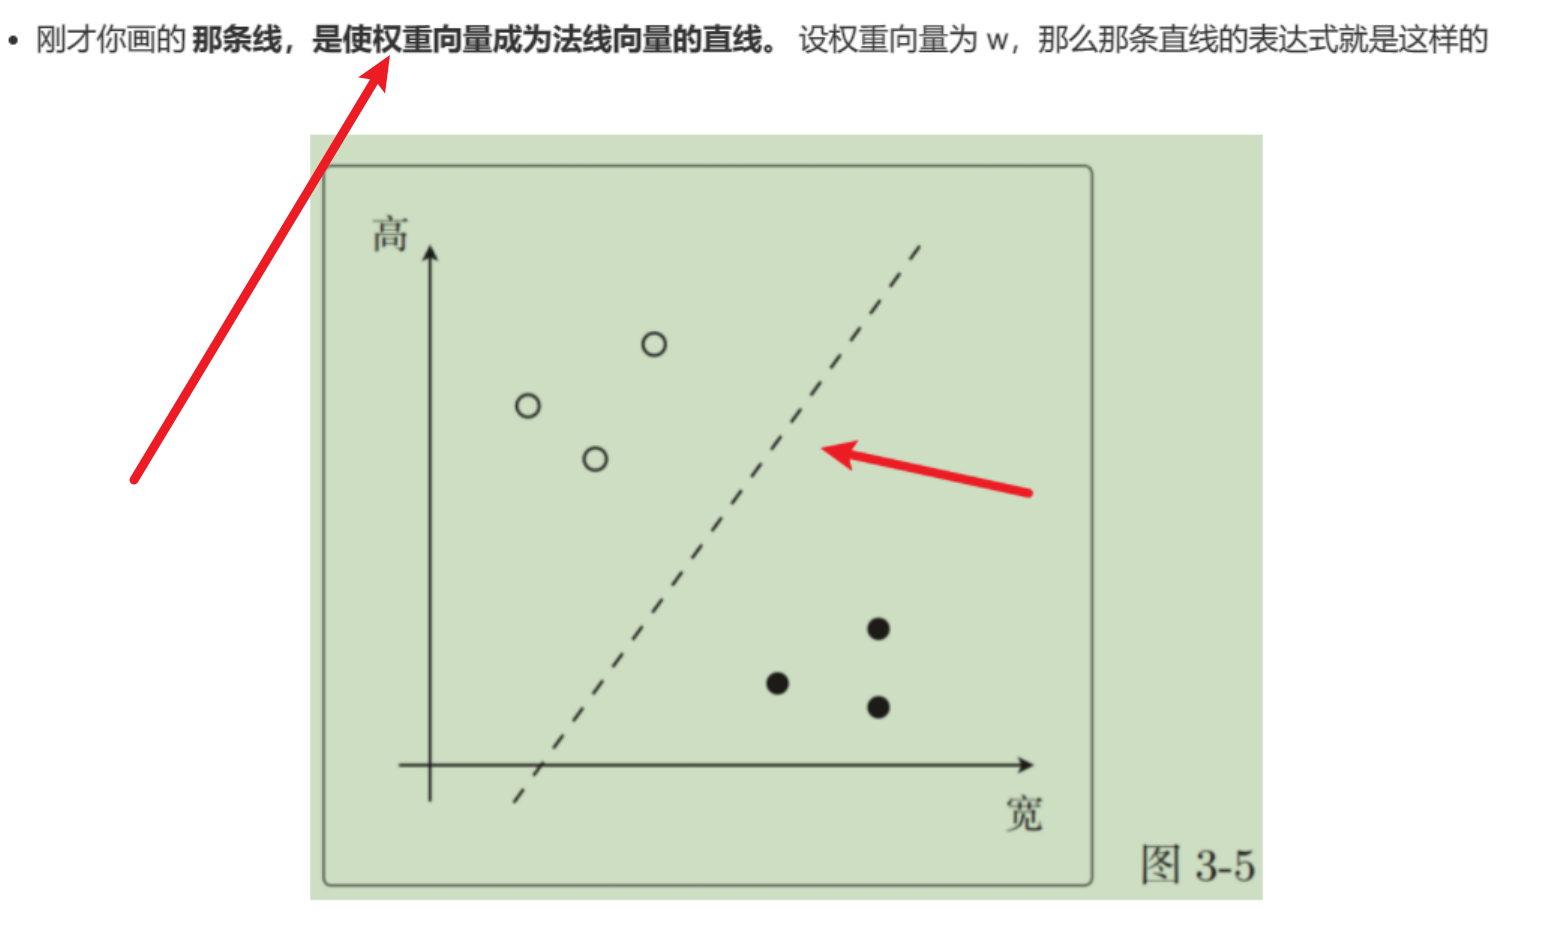 • 刚才你画的 那条线，是使权重向量成为法线向量的直线。 设权重向量为 w，那么那条直线的表达式就是这样的
高
宽
图 3-5